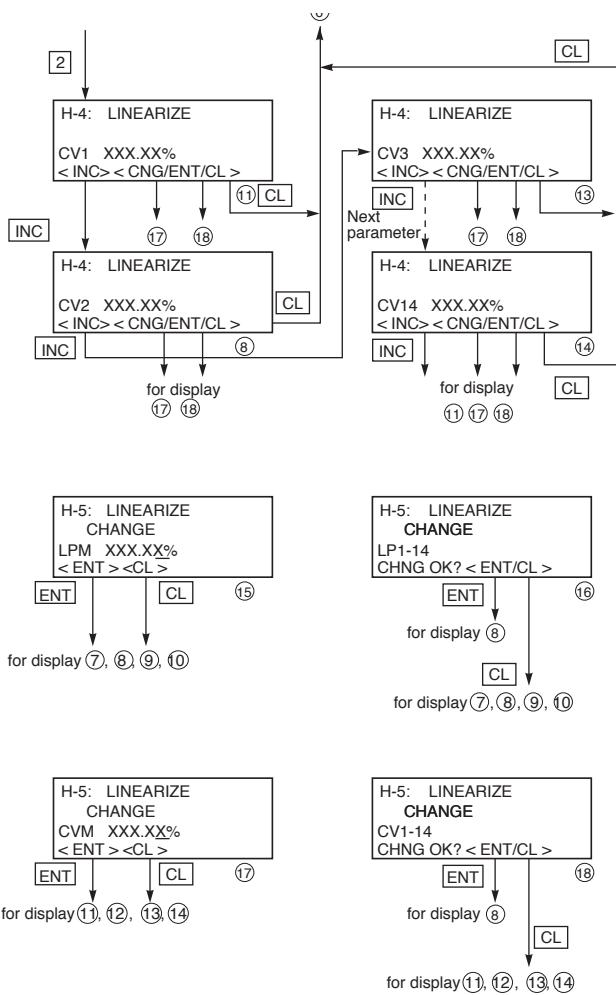 6
CL
2
H-4: LINEARIZE
CV1 XXX.XX%
< INC> < CNG/ENT/CL >
11 CL
17 18
INC
H-4: LINEARIZE
CV2 XXX.XX%
< INC> < CNG/ENT/CL >
CL
INC
8
for display
17 18
H-4: LINEARIZE
CV3 XXX.XX%
< INC> < CNG/ENT/CL >
INC
13
Next
parameter
17 18
H-4: LINEARIZE
CV14 XXX.XX%
< INC> < CNG/ENT/CL >
INC
14
CL
for display
11 17 18
H-5: LINEARIZE
CHANGE
LPM XXX.XX%
< ENT > <CL >
ENT CL 15
for display 7, 8, 9, 10
H-5: LINEARIZE
CHANGE
LP1-14
CHNG OK? < ENT/CL >
ENT 16
for display 8
CL
for display 7, 8, 9, 10
H-5: LINEARIZE
CHANGE
CVM XXX.XX%
< ENT > <CL >
ENT CL 17
for display 11, 12, 13, 14
H-5: LINEARIZE
CHANGE
CV1-14
CHNG OK? < ENT/CL >
ENT 18
for display 8
CL
for display 11, 12, 13, 14